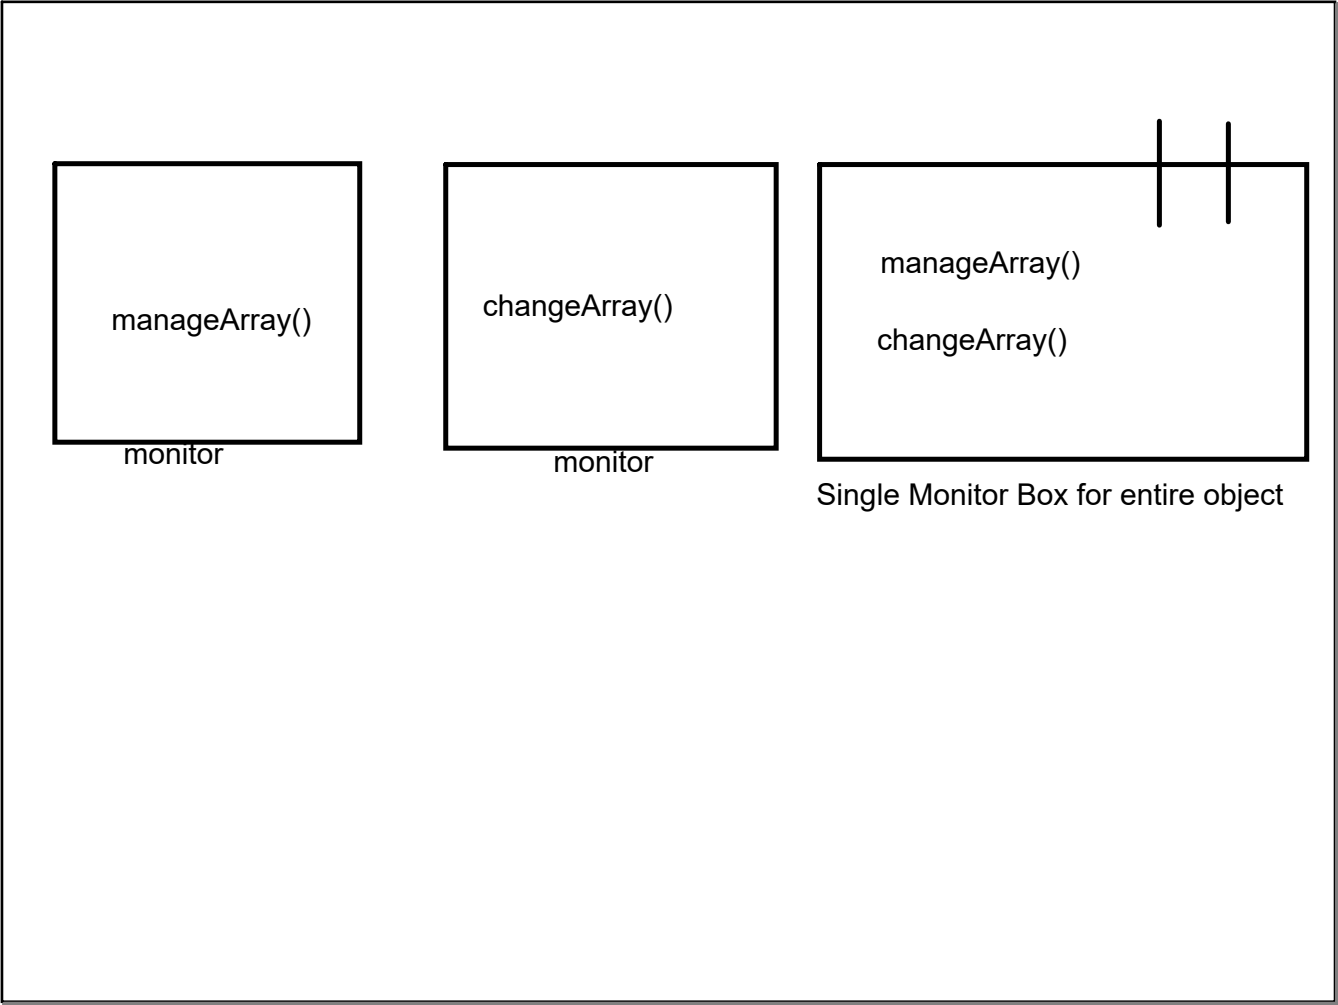 manageArray()
monitor
changeArray()
monitor
manageArray()
changeArray()
Single Monitor Box for entire object